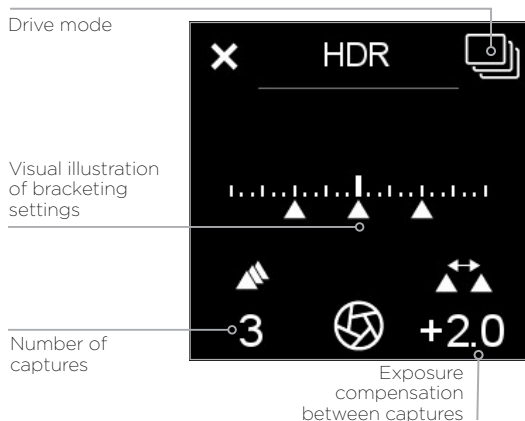 Drive mode
HDR
Visual illustration
of bracketing
settings
3
+2.0
Number of
captures
Exposure
compensation
between captures